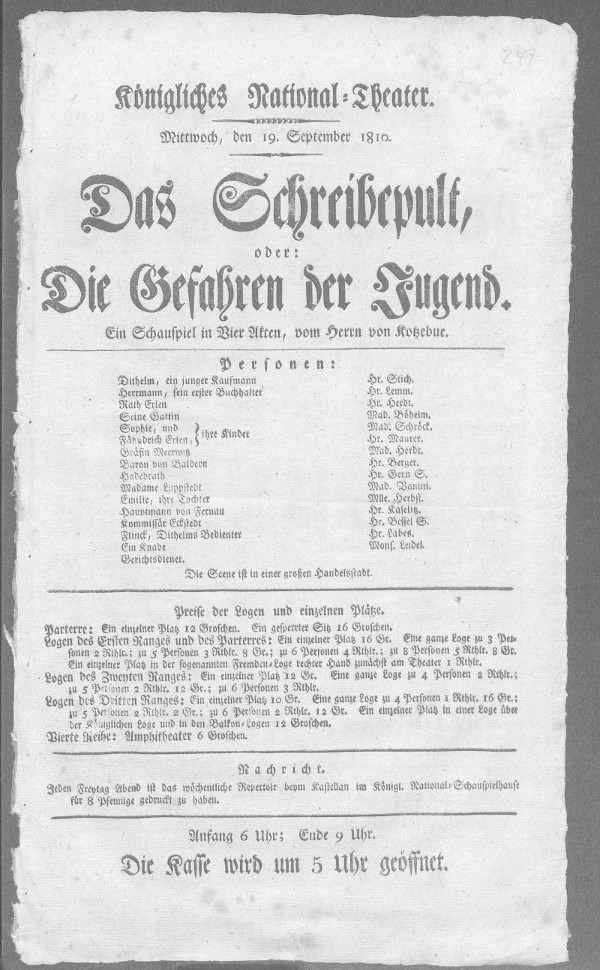 247
Königliches National-Theater.
Mittwoch, den 19. September 1810.
Das Schreibepult,
oder:
Die Gefahren der Jugend.
Ein Schauspiel in Vier Akten, vom Herrn von Kotzebue.
Personen:
Dithelm, ein junger Kaufmann Hr. Stich.
Herrmann, sein erster Buchhalter Hr. Lemm.
Rath Erlen Hr. Herdt.
Seine Gattin Mad. Böheim.
Sophie, und Mad. Schröck.
Fähndrich Erlen, } ihre Kinder Hr. Maurer.
Gräfin Meerwitz Mad. Herdt.
Baron von Baldern Hr. Berger.
Hadebrath Hr. Gern S.
Madame Luppstedt Mad. Vanini.
Emilie, ihre Tochter Mlle. Herbst.
Hauptmann von Fernau Hr. Kaselitz.
Kommissär Eckstedt Hr. Bessel S.
Flinck, Dithelms Bedienter Hr. Labes.
Ein Knabe Mons. Leidel.
Gerichtsdiener.
Die Scene ist in einer großen Handelsstadt.
Preise der Logen und einzelnen Plätze.
Parterre: Ein einzelner Platz 12 Groschen. Ein gesperrter Sitz 16 Groschen.
Logen des Ersten Ranges und des Parterres: Ein einzelner Platz 16 Gr. Eine ganze Loge zu 3 Per-
sonen 2 Rthlr.; zu 5 Personen 3 Rthlr. 8 Gr.; zu 6 Personen 4 Rthlr.; zu 8 Personen 5 Rthlr. 8 Gr.
Ein einzelner Platz in der sogenannten Fremden-Loge rechter Hand zunächst am Theater 1 Rthlr.
Logen des Zweyten Ranges: Ein einzelner Platz 12 Gr. Eine ganze Loge zu 4 Personen 2 Rthlr.;
zu 5 Personen 2 Rthlr. 12 Gr.; zu 6 Personen 3 Rthlr.
Logen des Dritten Ranges: Ein einzelner Platz 10 Gr. Eine ganze Loge zu 4 Personen 1 Rthlr. 16 Gr.;
zu 5 Personen 2 Rthlr. 2 Gr.; zu 6 Personen 2 Rthlr. 12 Gr. Ein einzelner Platz in einer Loge über
der Königlichen Loge und in den Balkon-Logen 12 Groschen.
Vierte Reihe: Amphitheater 6 Groschen.
Nachricht.
Jeden Freytag Abend ist das wöchentliche Repertoir beym Kastellan im Königl. National-Schauspielhause
für 8 Pfennige gedruckt zu haben.
Anfang 6 Uhr; Ende 9 Uhr.
Die Kasse wird um 5 Uhr geöffnet.